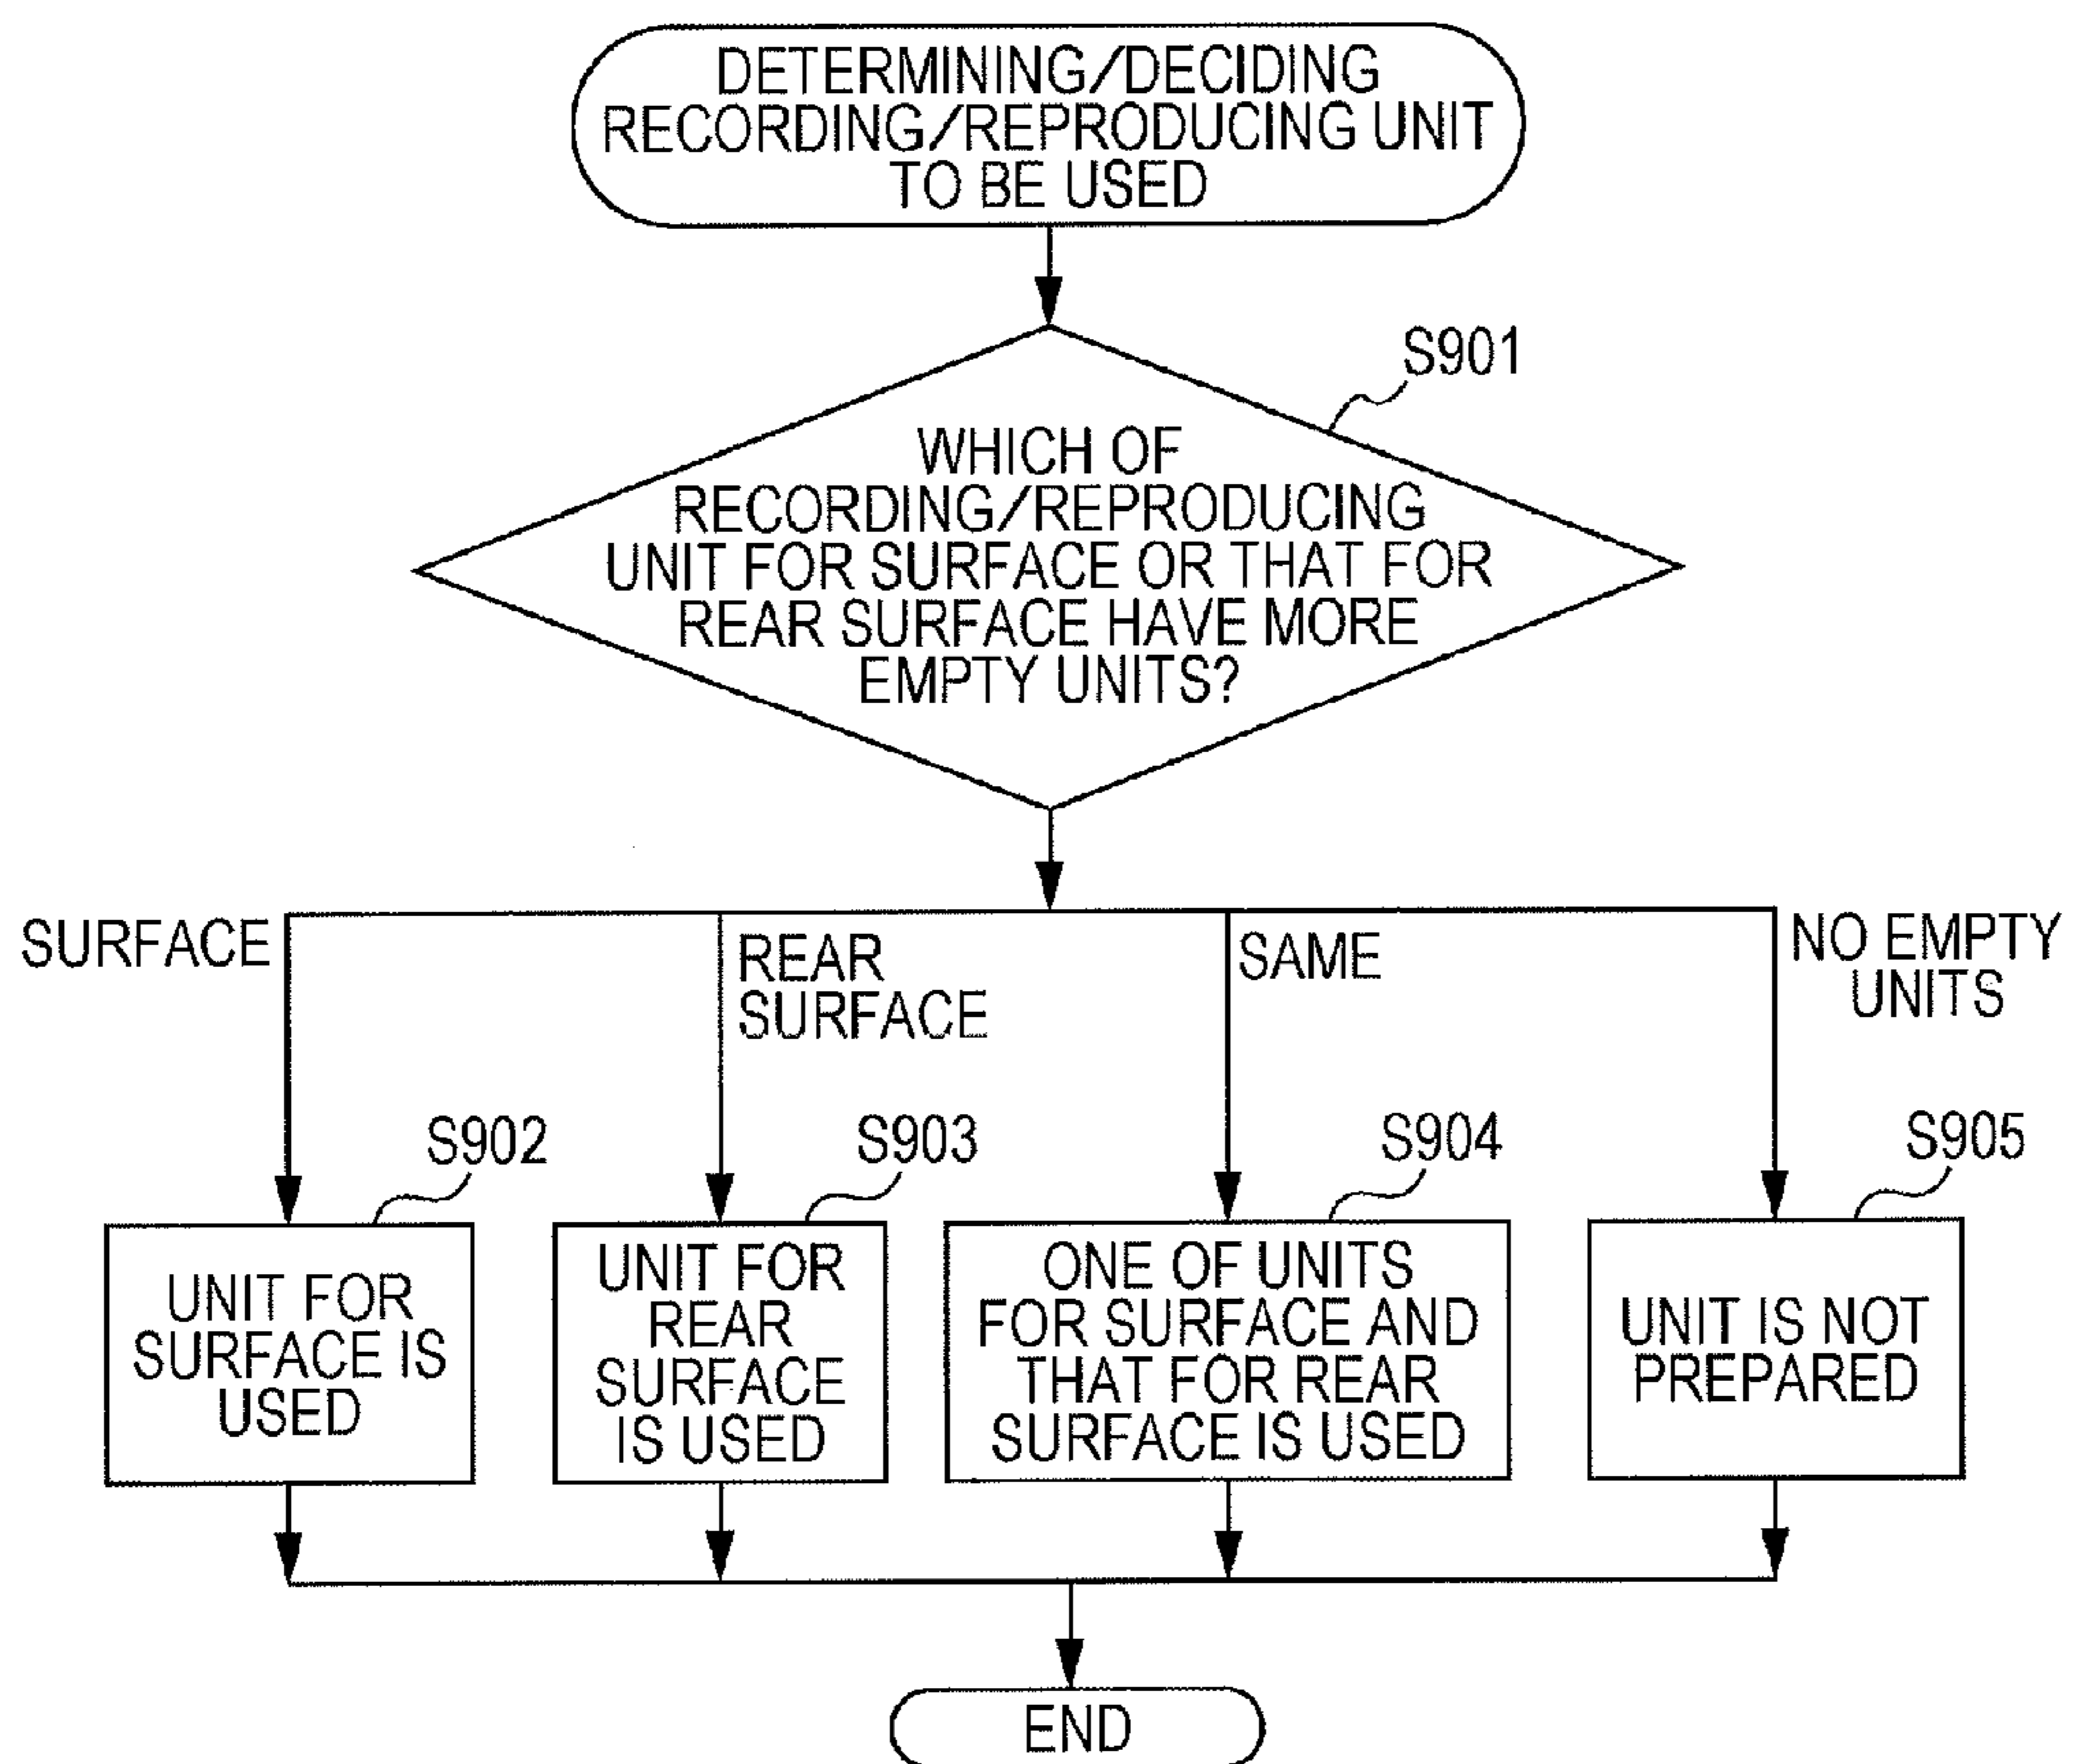 DETERMINING/DECIDING
RECORDING/REPRODUCING UNIT
TO BE USED
S901
WHICH OF
RECORDING/REPRODUCING
UNIT FOR SURFACE OR THAT FOR
REAR SURFACE HAVE MORE
EMPTY UNITS?
SURFACE
REAR
SURFACE
SAME
NO EMPTY
UNITS
S902
UNIT FOR
SURFACE IS
USED
S903
UNIT FOR
REAR
SURFACE
IS USED
S904
ONE OF UNITS
FOR SURFACE AND
THAT FOR REAR
SURFACE IS USED
S905
UNIT IS NOT
PREPARED
END